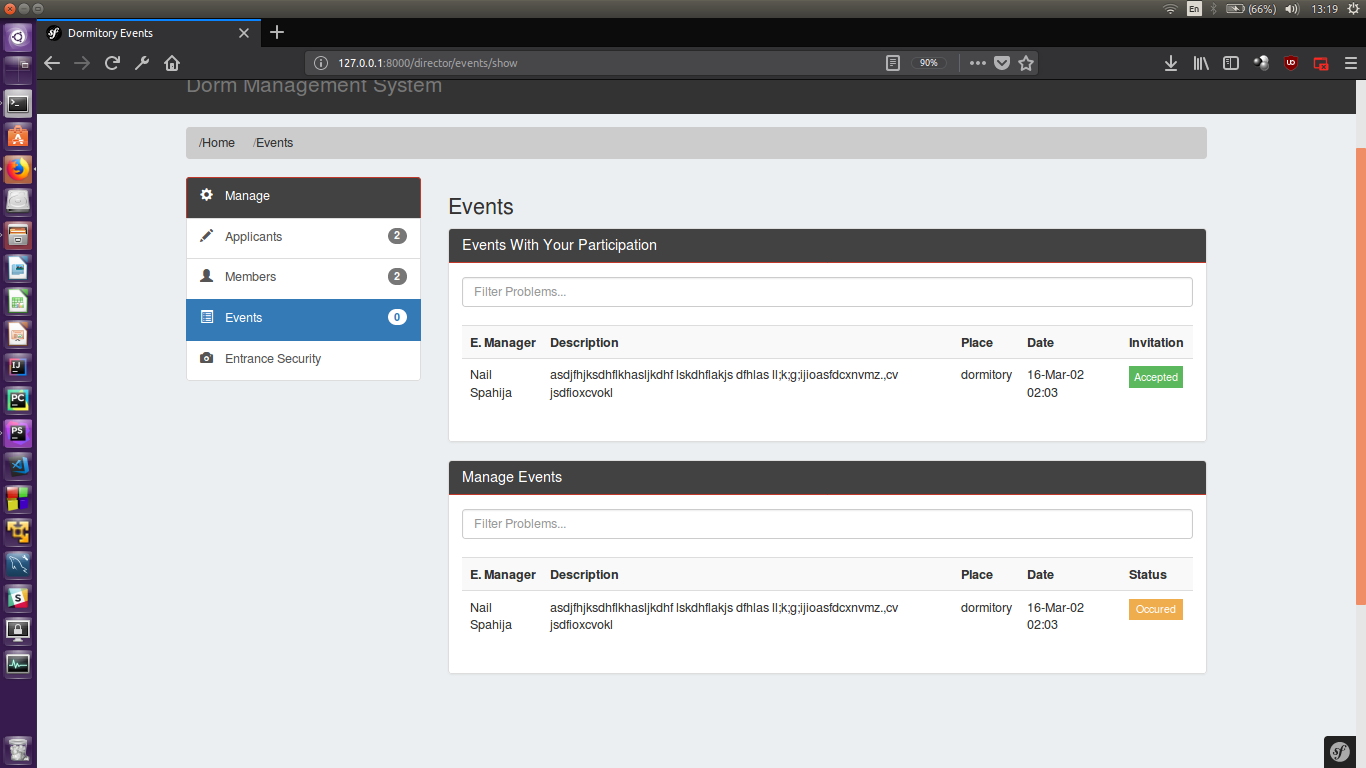 En (66%) 13:19
Dormitory Events
127.0.0.1:8000/director/events/show 90%
Dorm Management System
/Home /Events
Manage
Applicants 2
Members 2
Events 0
Entrance Security
Events
Events With Your Participation
Filter Problems...
E. Manager Description Place Date Invitation
Nail asdjfhjksdhflkhasljkdhf lskdhflakjs dfhlas ll;k;g;ijioasfdcxnvmz.,cv dormitory 16-Mar-02 Accepted
Spahija jsdfioxcvokl 02:03
Manage Events
Filter Problems...
E. Manager Description Place Date Status
Nail asdjfhjksdhflkhasljkdhf lskdhflakjs dfhlas ll;k;g;ijioasfdcxnvmz.,cv dormitory 16-Mar-02 Occured
Spahija jsdfioxcvokl 02:03
IJ
PC
PS
S
sf